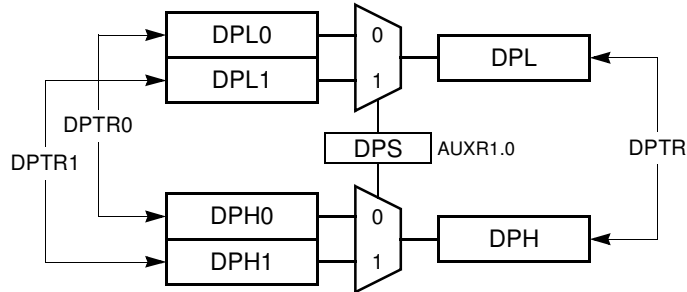 DPL0 0 DPL
DPL1 1
DPTR0
DPTR1 DPS AUXR1.0 DPTR
DPH0 0 DPH
DPH1 1